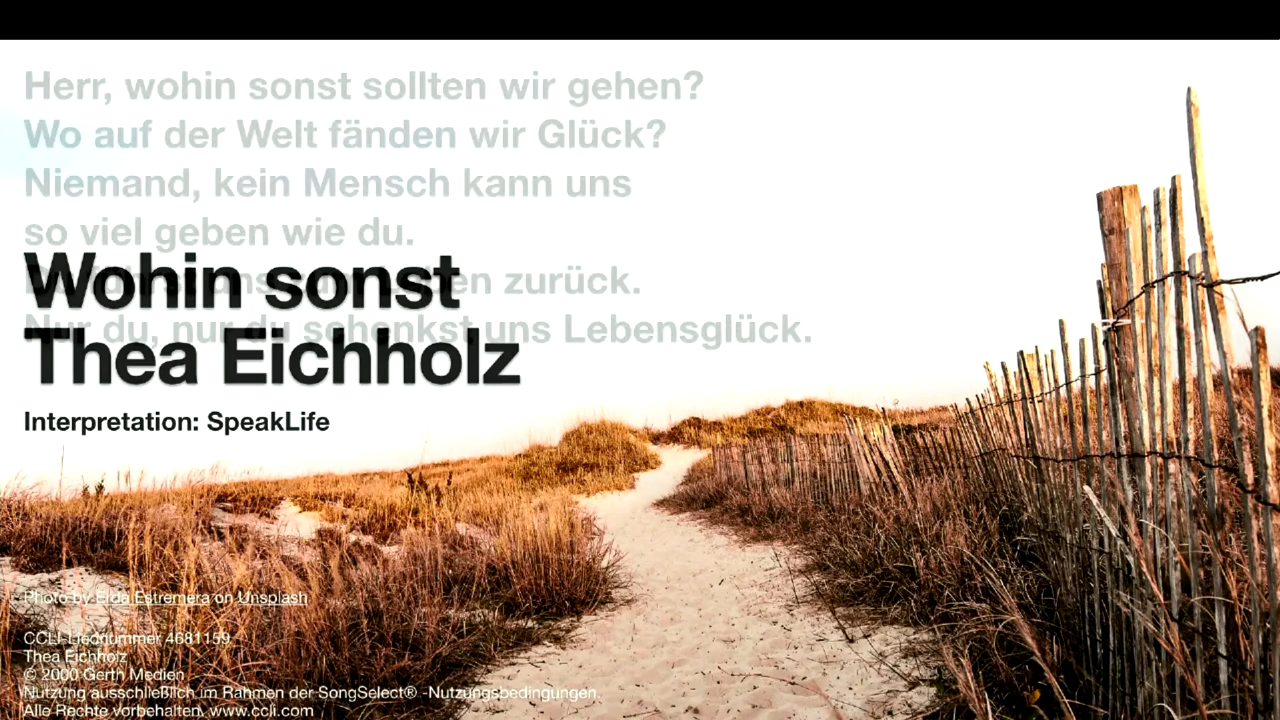 Herr, wohin sonst sollten wir gehen?
Wo auf der Welt fänden wir Glück?
Niemand, kein Mensch kann uns
so viel geben wie du.
zurück.
Nur du, nur du schenkst uns Lebensglück.
Wohin sonst
Thea Eichholz
Interpretation: SpeakLife
Photo by Elda Estremera on Unsplash
CCLI-Liednummer 4681159
Thea Eichholz
© 2000 Gerth Medien
Nutzung ausschließlich im Rahmen der SongSelect® -Nutzungsbedingungen.
Alle Rechte vorbehalten. www.ccli.com